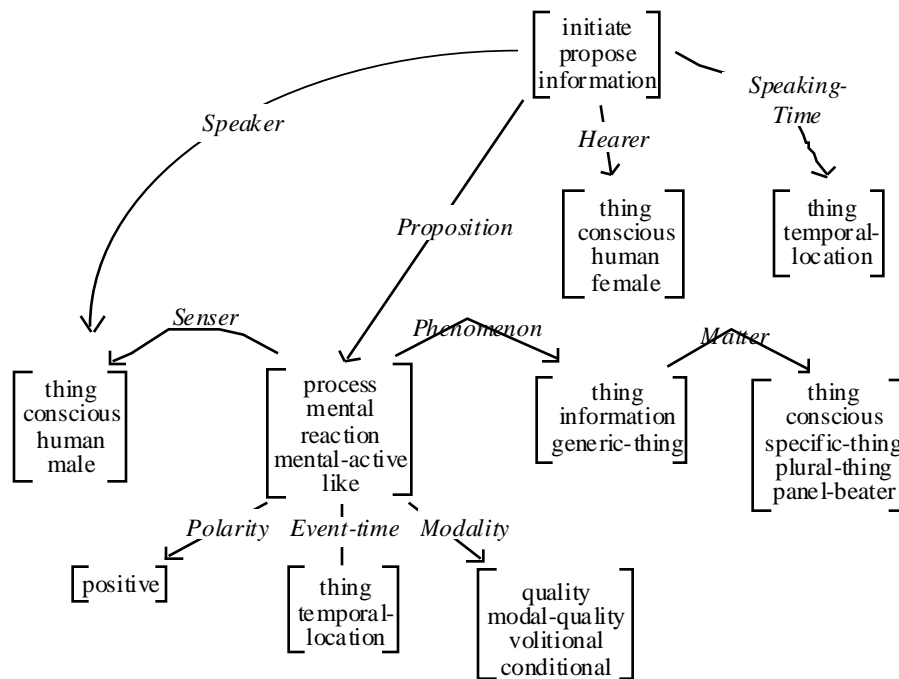 initiate
propose
information
Speaking-
Time
Speaker
Hearer
Proposition
thing
conscious
human
female
thing
temporal-
location
Senser
Phenomenon
Matter
thing
conscious
human
male
process
mental
reaction
mental-active
like
thing
information
generic-thing
thing
conscious
specific-thing
plural-thing
panel-beater
Polarity
Event-time
Modality
positive
thing
temporal-
location
quality
modal-quality
volitional
conditional